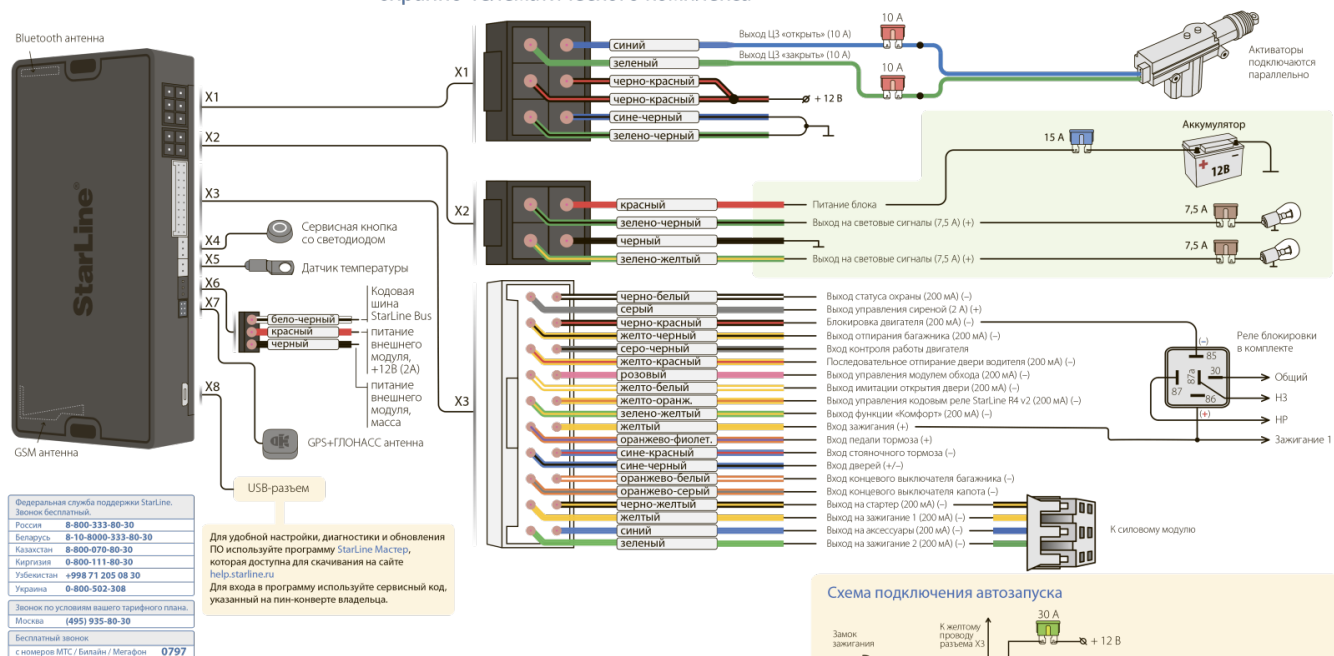 Bluetooth антенна
StarLine®
GSM антенна
X1
X2
X3
X4
X5
X6
X7
X8
Сервисная кнопка
со светодиодом
Датчик температуры
бело-черный
красный
черный
Кодовая
шина
StarLine Bus
питание
внешнего
модуля,
+12В (2А)
питание
внешнего
модуля,
масса
GPS+ГЛОНАСС антенна
USB-разъем
Для удобной настройки, диагностики и обновления
ПО используйте программу StarLine Мастер,
которая доступна для скачивания на сайте
help.starline.ru
Для входа в программу используйте сервисный код,
указанный на пин-конверте владельца.
Федеральная служба поддержки StarLine.
Звонок бесплатный.
Россия 8-800-333-80-30
Беларусь 8-10-8000-333-80-30
Казахстан 8-800-070-80-30
Киргизия 0-800-111-80-30
Узбекистан +998 71 205 08 30
Украина 0-800-502-308
Звонок по условиям вашего тарифного плана.
Москва (495) 935-80-30
Бесплатный звонок
с номеров МТС / Билайн / Мегафон 0797
X1
синий
зеленый
черно-красный
черно-красный
сине-черный
зелено-черный
Выход ЦЗ «открыть» (10 А)
Выход ЦЗ «закрыть» (10 А)
10 А
10 А
+ 12 В
Активаторы
подключаются
параллельно
X2
красный
зелено-черный
черный
зелено-желтый
Питание блока
Выход на световые сигналы (7,5 А) (+)
Выход на световые сигналы (7,5 А) (+)
15 А
Аккумулятор
12В
7,5 А
7,5 А
X3
черно-белый Выход статуса охраны (200 мА) (–)
серый Выход управления сиреной (2 А) (+)
черно-красный Блокировка двигателя (200 мА) (–)
желто-черный Выход отпирания багажника (200 мА) (–)
серо-черный Вход контроля работы двигателя
желто-красный Последовательное отпирание двери водителя (200 мА) (–)
розовый Выход управления модулем обхода (200 мА) (–)
желто-белый Выход имитации открытия двери (200 мА) (–)
желто-оранж. Выход управления кодовым реле StarLine R4 v2 (200 мА) (–)
зелено-желтый Выход функции «Комфорт» (200 мА) (–)
желтый Вход зажигания (+)
оранжево-фиолет. Вход педали тормоза (+)
сине-красный Вход стояночного тормоза (–)
сине-черный Вход дверей (+/–)
оранжево-белый Вход концевого выключателя багажника (–)
оранжево-серый Вход концевого выключателя капота (–)
черно-желтый Выход на стартер (200 мА) (–)
желтый Выход на зажигание 1 (200 мА) (–)
синий Выход на аксессуары (200 мА) (–)
зеленый Выход на зажигание 2 (200 мА) (–)
К силовому модулю
Реле блокировки
в комплекте
(–)
85
30
87a
87
86
(+)
Общий
НЗ
НР
Зажигание 1
Схема подключения автозапуска
Замок
зажигания
К желтому
проводу
разъема X3
30 А
+ 12 В